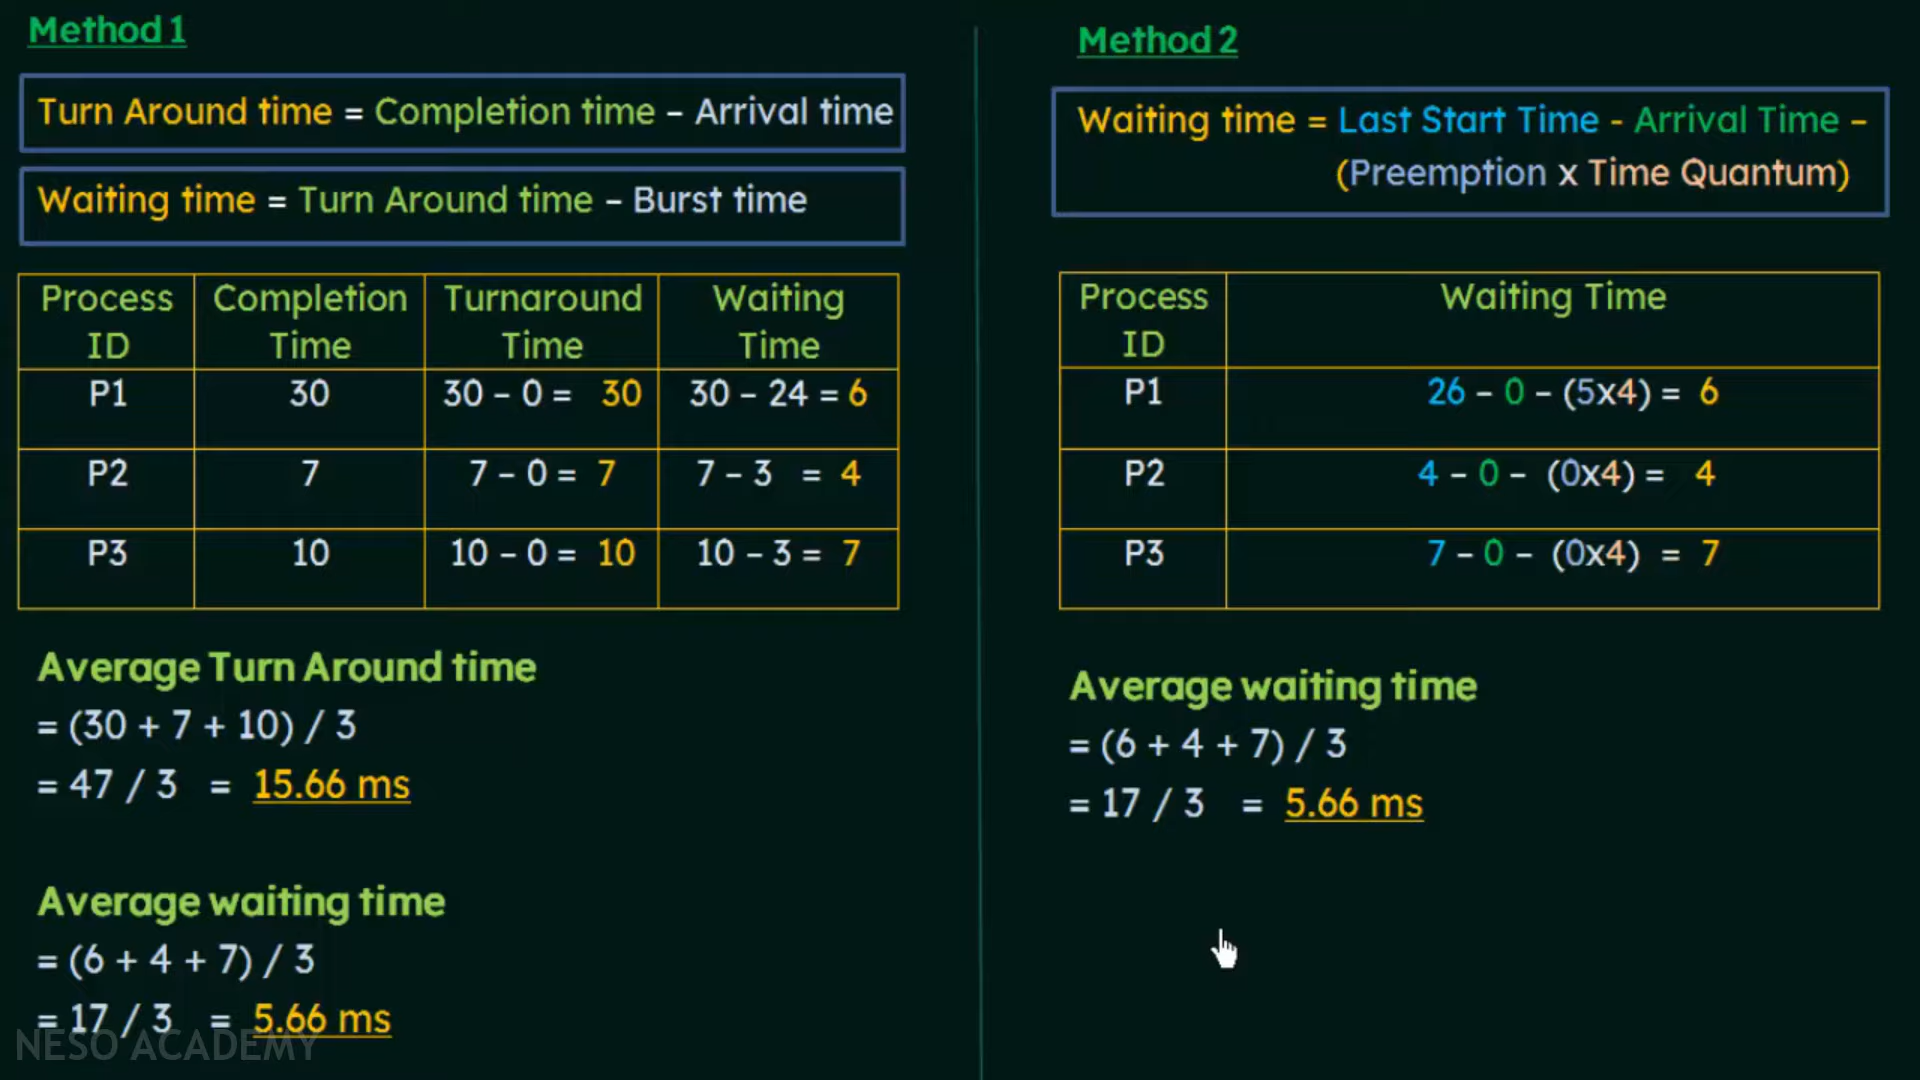 Method 1
Turn Around time = Completion time – Arrival time
Waiting time = Turn Around time – Burst time
Process ID Completion Time Turnaround Time Waiting Time
P1 30 30 – 0 = 30 30 – 24 = 6
P2 7 7 – 0 = 7 7 – 3 = 4
P3 10 10 – 0 = 10 10 – 3 = 7
Average Turn Around time
= (30 + 7 + 10) / 3
= 47 / 3 = 15.66 ms
Average waiting time
= (6 + 4 + 7) / 3
= 17 / 3 = 5.66 ms
NESO ACADEMY
Method 2
Waiting time = Last Start Time - Arrival Time –
(Preemption x Time Quantum)
Process ID Waiting Time
P1 26 – 0 – (5x4) = 6
P2 4 – 0 – (0x4) = 4
P3 7 – 0 – (0x4) = 7
Average waiting time
= (6 + 4 + 7) / 3
= 17 / 3 = 5.66 ms